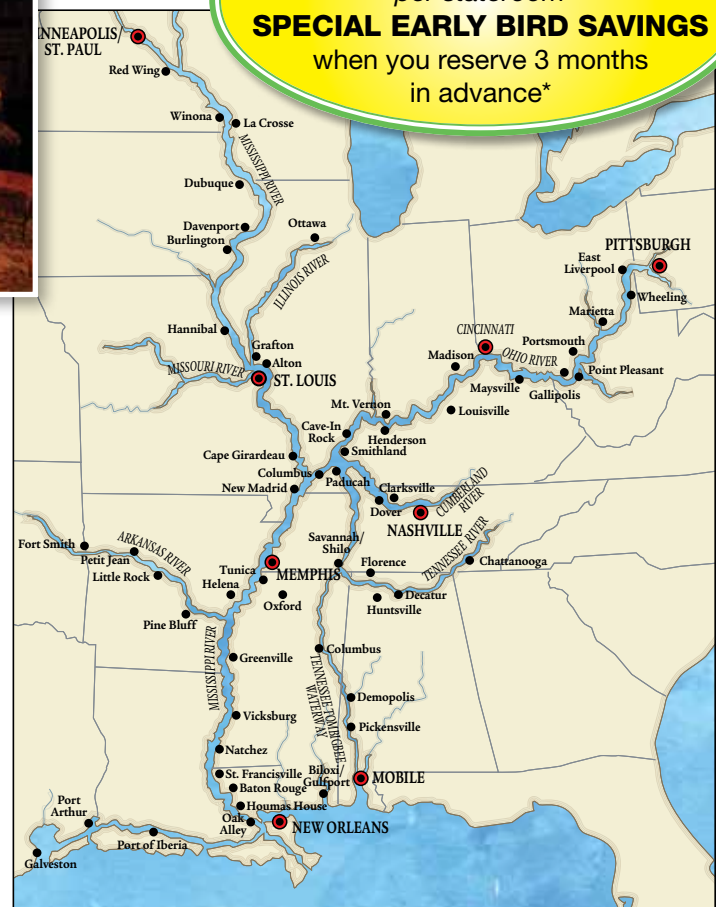 SPECIAL EARLY BIRD SAVINGS
when you reserve 3 months
in advance*
ST. PAUL
Red Wing
Winona
La Crosse
MISSISSIPPI RIVER
Dubuque
Davenport
Burlington
Ottawa
ILLINOIS RIVER
PITTSBURGH
East
Liverpool
Wheeling
Marietta
Hannibal
Grafton
Alton
MISSOURI RIVER
ST. LOUIS
CINCINNATI
Madison
OHIO RIVER
Portsmouth
Point Pleasant
Maysville
Gallipolis
Louisville
Mt. Vernon
Cave-In
Rock
Henderson
Smithland
Cape Girardeau
Columbus
Paducah
New Madrid
Clarksville
Dover
CUMBERLAND
RIVER
NASHVILLE
Fort Smith
Petit Jean
ARKANSAS RIVER
Little Rock
Pine Bluff
Tunica
Helena
MEMPHIS
Oxford
Savannah/
Shilo
Florence
TENNESSEE RIVER
Chattanooga
Decatur
Huntsville
MISSISSIPPI RIVER
Greenville
Columbus
TENNESSEE-TOMBIGBEE
WATERWAY
Demopolis
Pickensville
Vicksburg
Natchez
St. Francisville
Baton Rouge
Houmas House
Oak
Alley
Biloxi/
Gulfport
MOBILE
NEW ORLEANS
Port
Arthur
Port of Iberia
Galveston